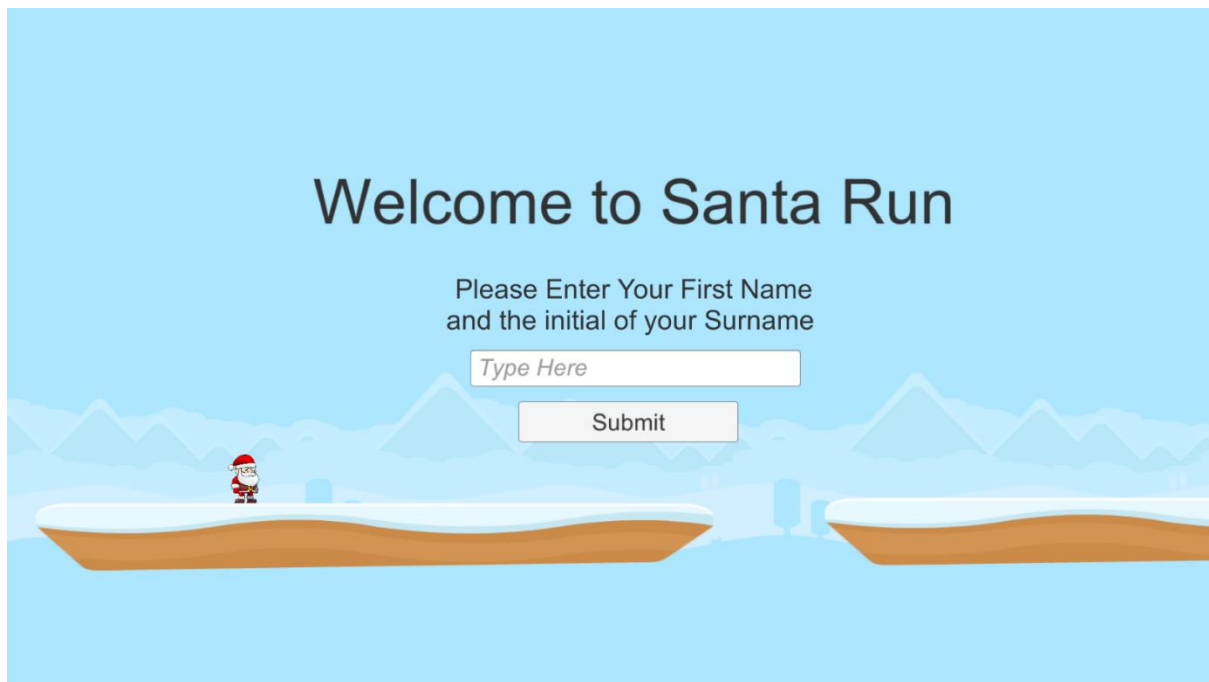 Welcome to Santa Run
Please Enter Your First Name
and the initial of your Surname
Type Here
Submit